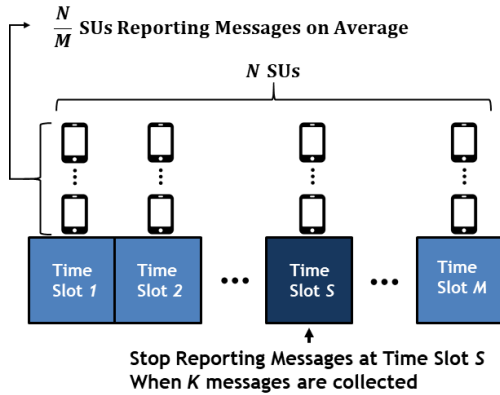 N/M SUs Reporting Messages on Average
N SUs
Time Slot 1
Time Slot 2
Time Slot S
Time Slot M
Stop Reporting Messages at Time Slot S
When K messages are collected